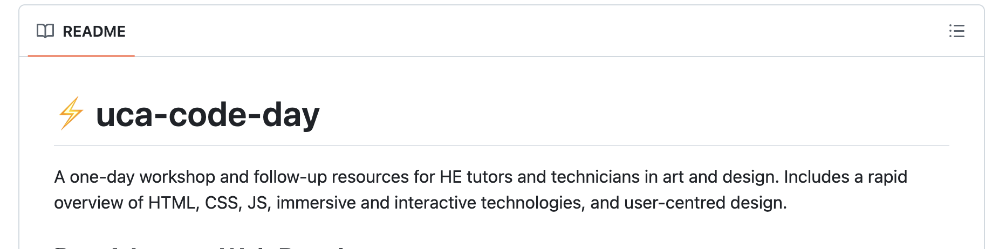 README
⚡ uca-code-day
A one-day workshop and follow-up resources for HE tutors and technicians in art and design. Includes a rapid
overview of HTML, CSS, JS, immersive and interactive technologies, and user-centred design.